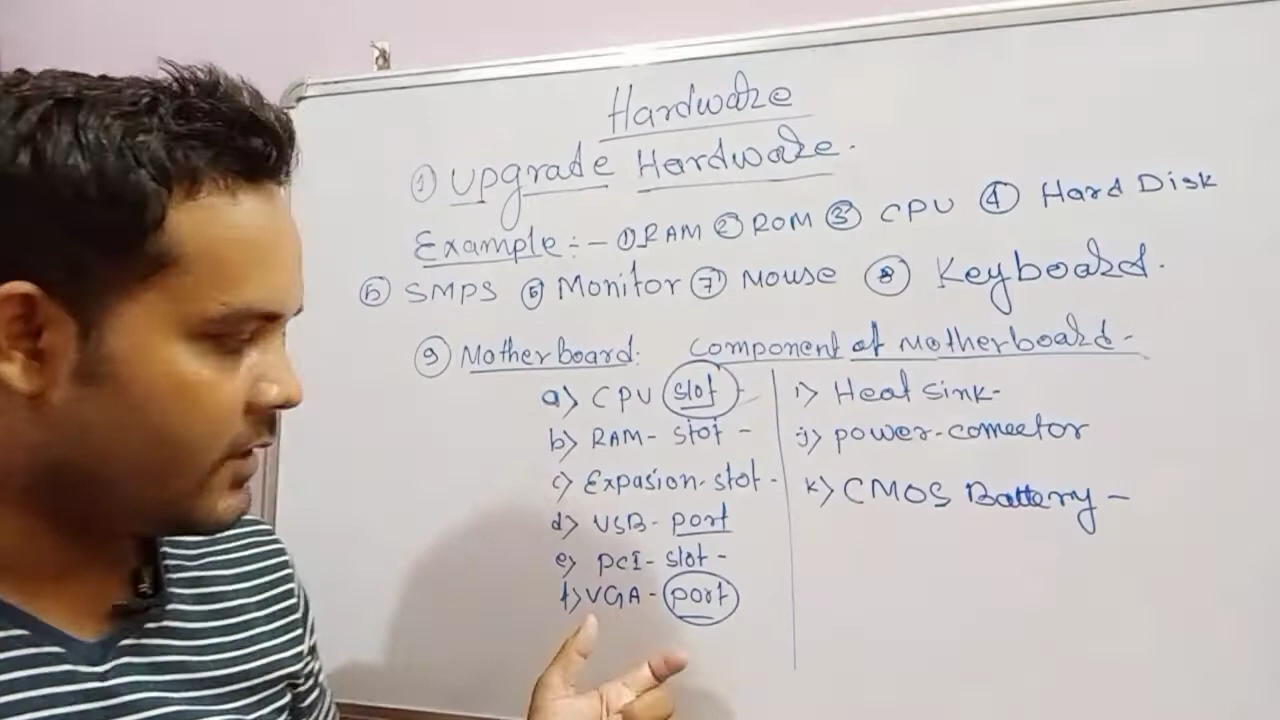 Hardware
① Upgrade Hardware.
Example:- ① RAM ② ROM ③ CPU ④ Hard Disk
⑤ SMPS ⑥ Monitor ⑦ Mouse ⑧ Keyboard.
⑨ Motherboard: Component of Motherboard-
a) CPU slot -
b) RAM- slot -
c) Expasion-slot -
d) USB- port
e) PCI- slot -
f) VGA - port
i) Heat sink-
j) power-connector
k) CMOS Battery -